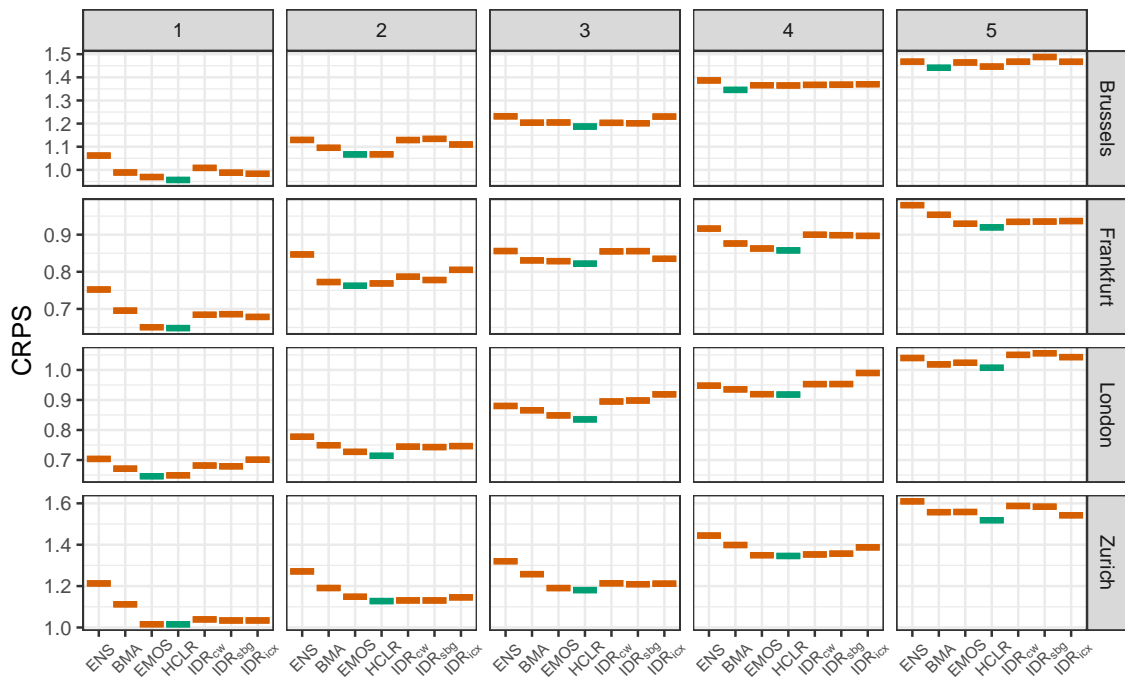 1 2 3 4 5
CRPS
1.5
1.4
1.3
1.2
1.1
1.0
Brussels
0.9
0.8
0.7
Frankfurt
1.0
0.9
0.8
0.7
London
1.6
1.4
1.2
1.0
Zurich
ENS BMA EMOS HCLR IDRcw IDRsbg IDRicx ENS BMA EMOS HCLR IDRcw IDRsbg IDRicx ENS BMA EMOS HCLR IDRcw IDRsbg IDRicx ENS BMA EMOS HCLR IDRcw IDRsbg IDRicx ENS BMA EMOS HCLR IDRcw IDRsbg IDRicx